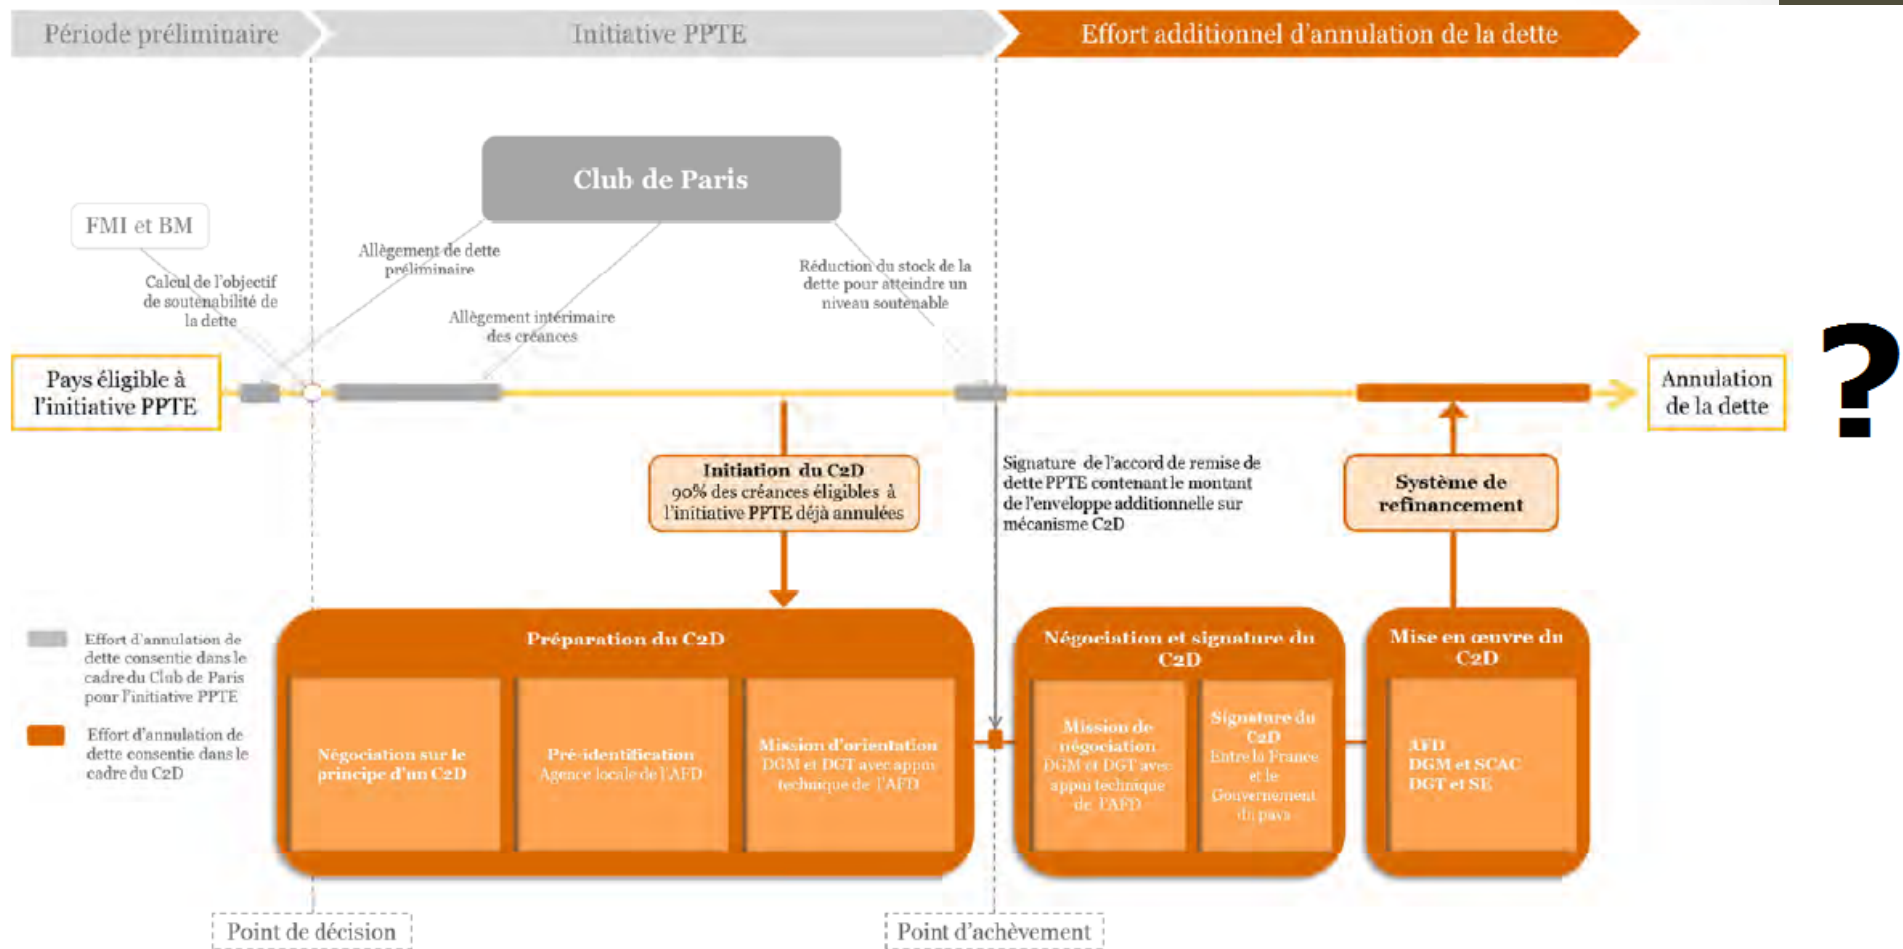 Période préliminaire
Initiative PPTE
Effort additionnel d'annulation de la dette
Club de Paris
FMI et BM
Allègement de dette
préliminaire
Calcul de l'objectif
de soutenabilité de
la dette
Allègement intérimaire
des créances
Réduction du stock de la
dette pour atteindre un
niveau soutenable
Pays éligible à
l'initiative PPTE
Annulation
de la dette
?
Initiation du C2D
90% des créances éligibles à
l'initiative PPTE déjà annulées
Signature de l'accord de remise de
dette PPTE contenant le montant
de l'enveloppe additionnelle sur
mécanisme C2D
Système de
refinancement
Effort d'annulation de
dette consentie dans le
cadre du Club de Paris
pour l'initiative PPTE
Effort d'annulation de
dette consentie dans le
cadre du C2D
Préparation du C2D
Négociation sur le
principe d'un C2D
Pré-identification
Agence locale de l'AFD
Mission d'orientation
DGM et DGT avec appui
technique de l'AFD
Négociation et signature du
C2D
Mission de
négociation
DGM et DGT avec
appui technique
de l'AFD
Signature du
C2D
Entre la France
et le
Gouvernement
du pays
Mise en œuvre du
C2D
AFD
DGM et SCAC
DGT et SE
Point de décision
Point d'achèvement